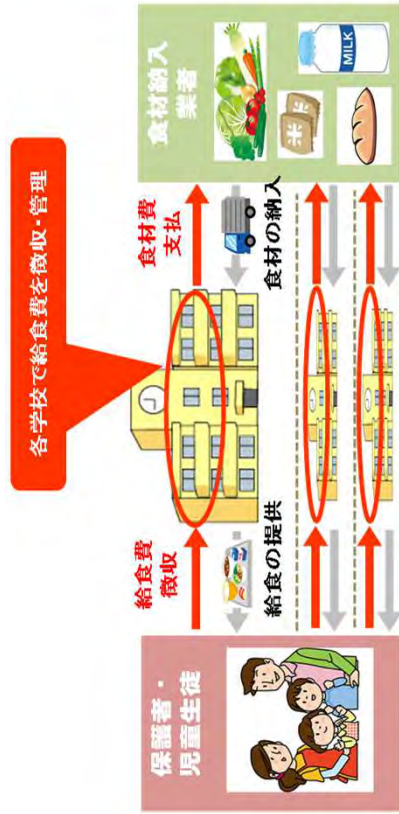 各学校で給食費を徴収・管理
保護者・
児童生徒
給食費
徴収
給食の提供
食材費
支払
食材の納入
食材納入
業者
米
米
MILK